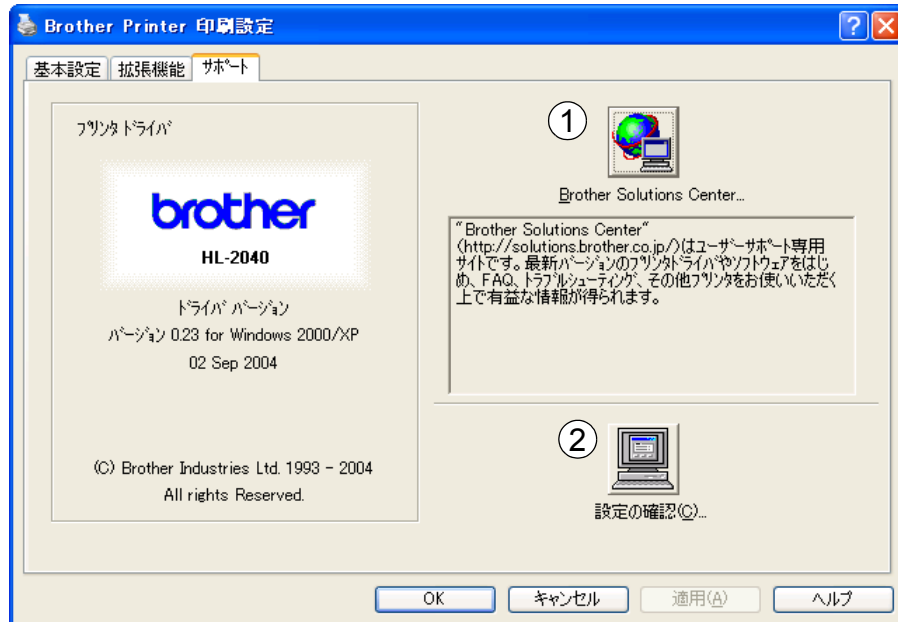 Brother Printer 印刷設定
基本設定 拡張機能 サポート
プリンタ ドライバ
brother
HL-2040
ドライバ バージョン
バージョン 0.23 for Windows 2000/XP
02 Sep 2004
(C) Brother Industries Ltd. 1993 - 2004
All rights Reserved.
1
Brother Solutions Center...
"Brother Solutions Center"
(http://solutions.brother.co.jp/)はユーザーサポート専用
サイトです。最新バージョンのプリンタドライバやソフトウェアをはじ
め、FAQ、トラブルシューティング、その他プリンタをお使いいただく
上で有益な情報が得られます。
2
設定の確認(C)...
OK キャンセル 適用(A) ヘルプ